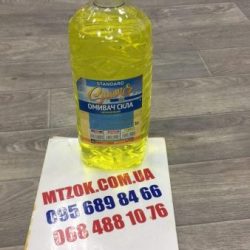 STANDARD
ОМИВАЧ СКЛА
MTZOK.COM.UA
095 689 84 66
068 488 10 76